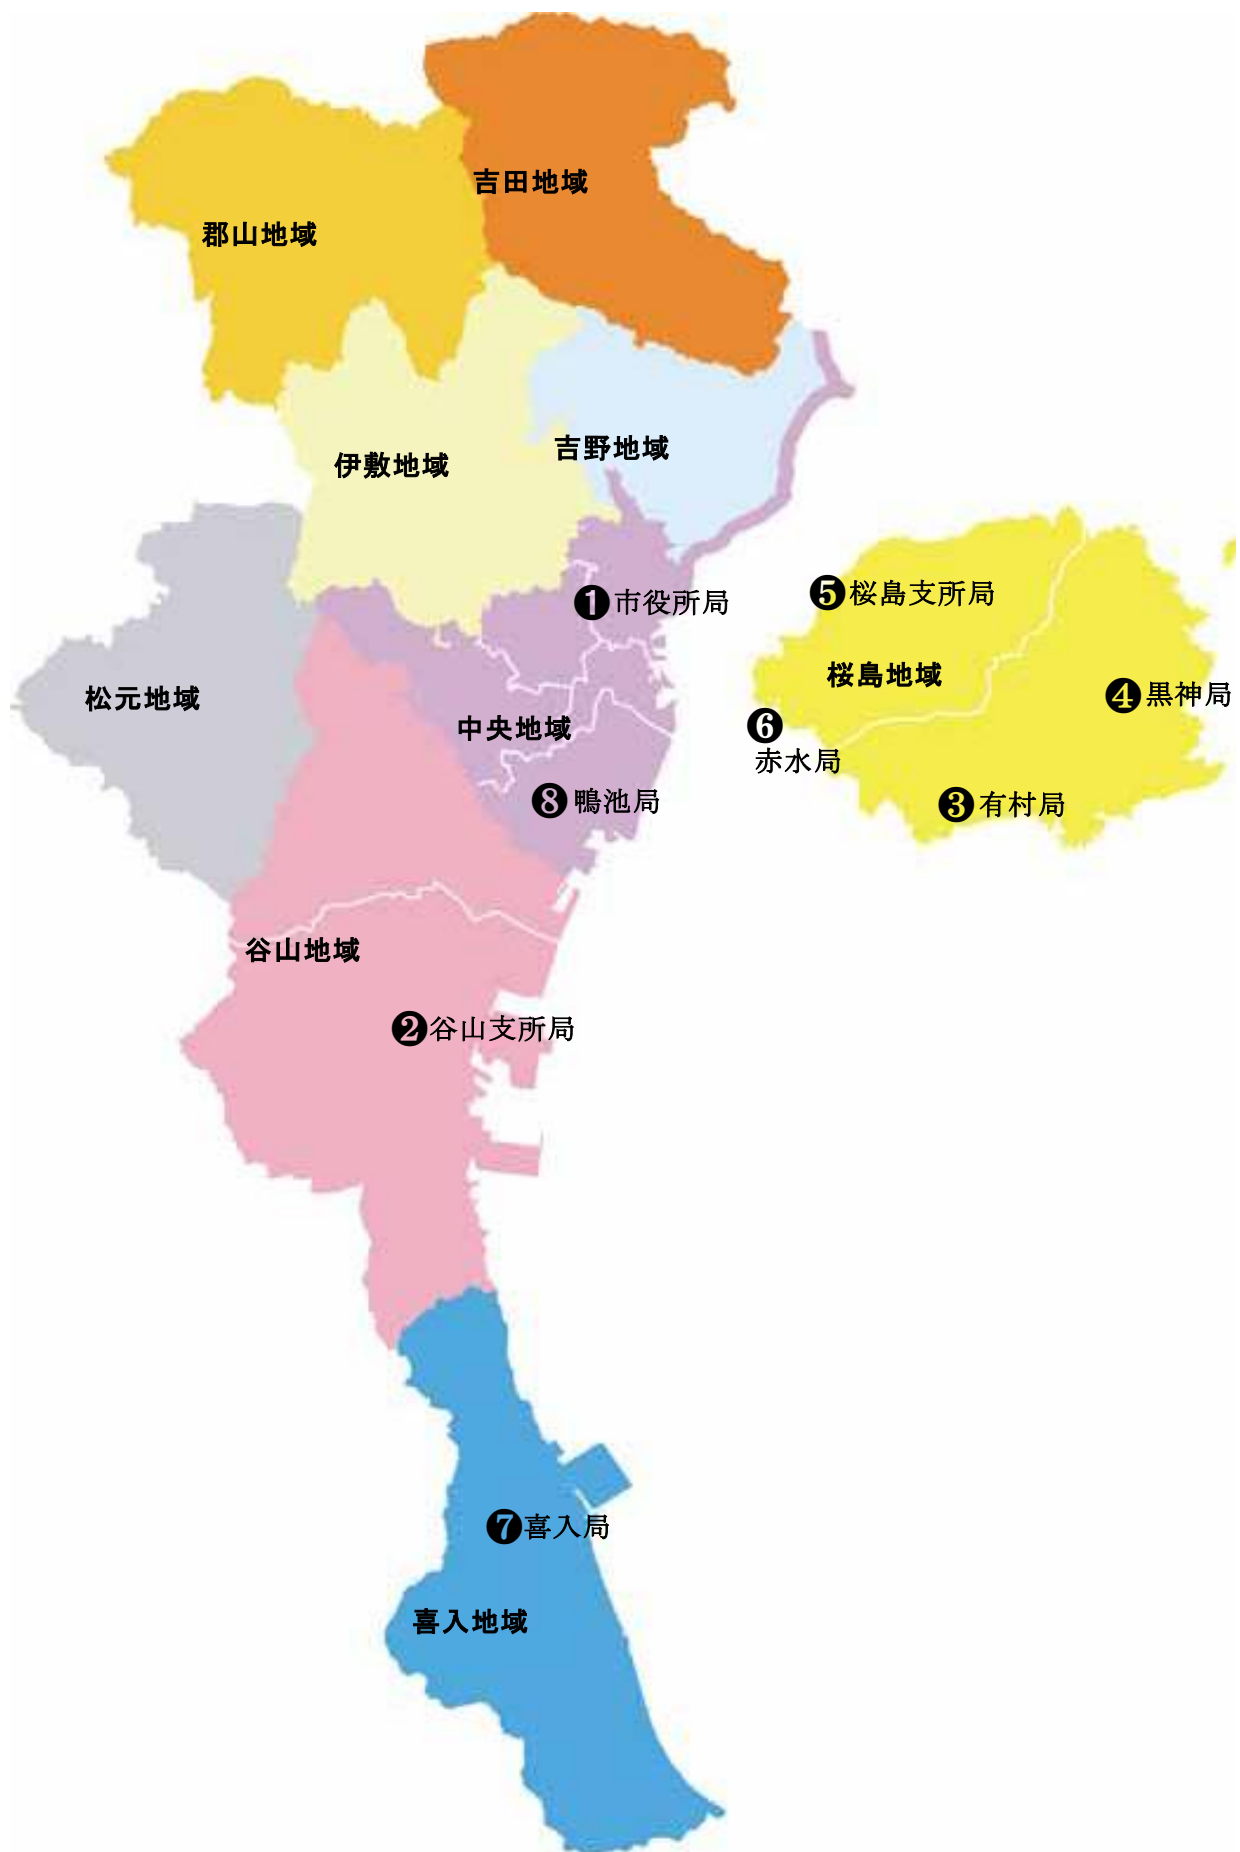 吉田地域
郡山地域
吉野地域
伊敷地域
❶市役所局
❺桜島支所局
桜島地域
松元地域
❹黒神局
中央地域
❻
赤水局
❽鴨池局
❸有村局
谷山地域
❷谷山支所局
❼喜入局
喜入地域